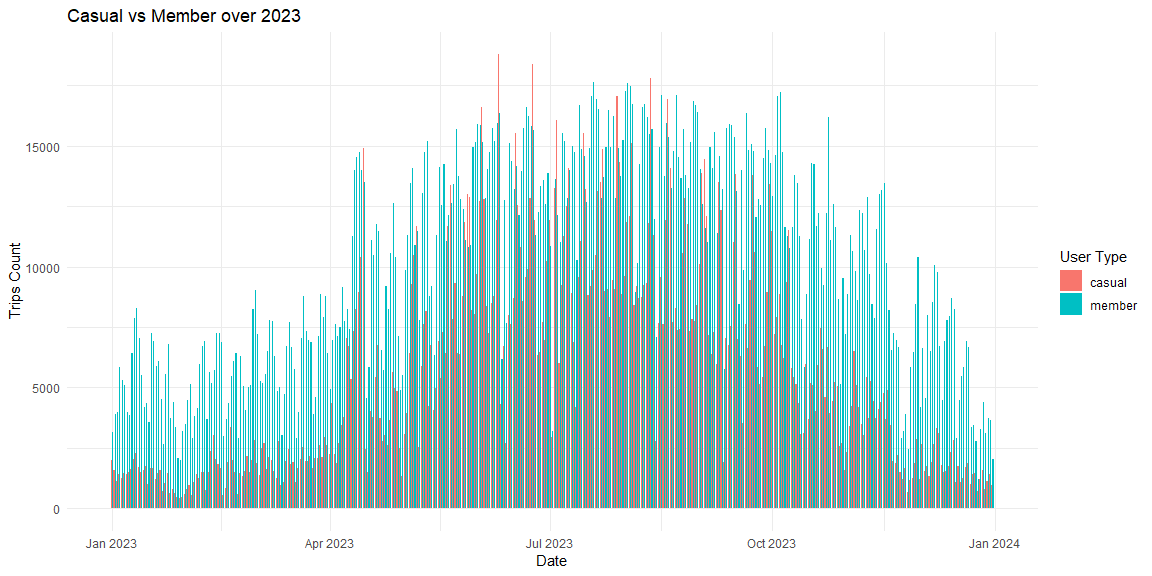 Casual vs Member over 2023
Trips Count
15000
10000
5000
0
Jan 2023
Apr 2023
Jul 2023
Oct 2023
Jan 2024
Date
User Type
casual
member